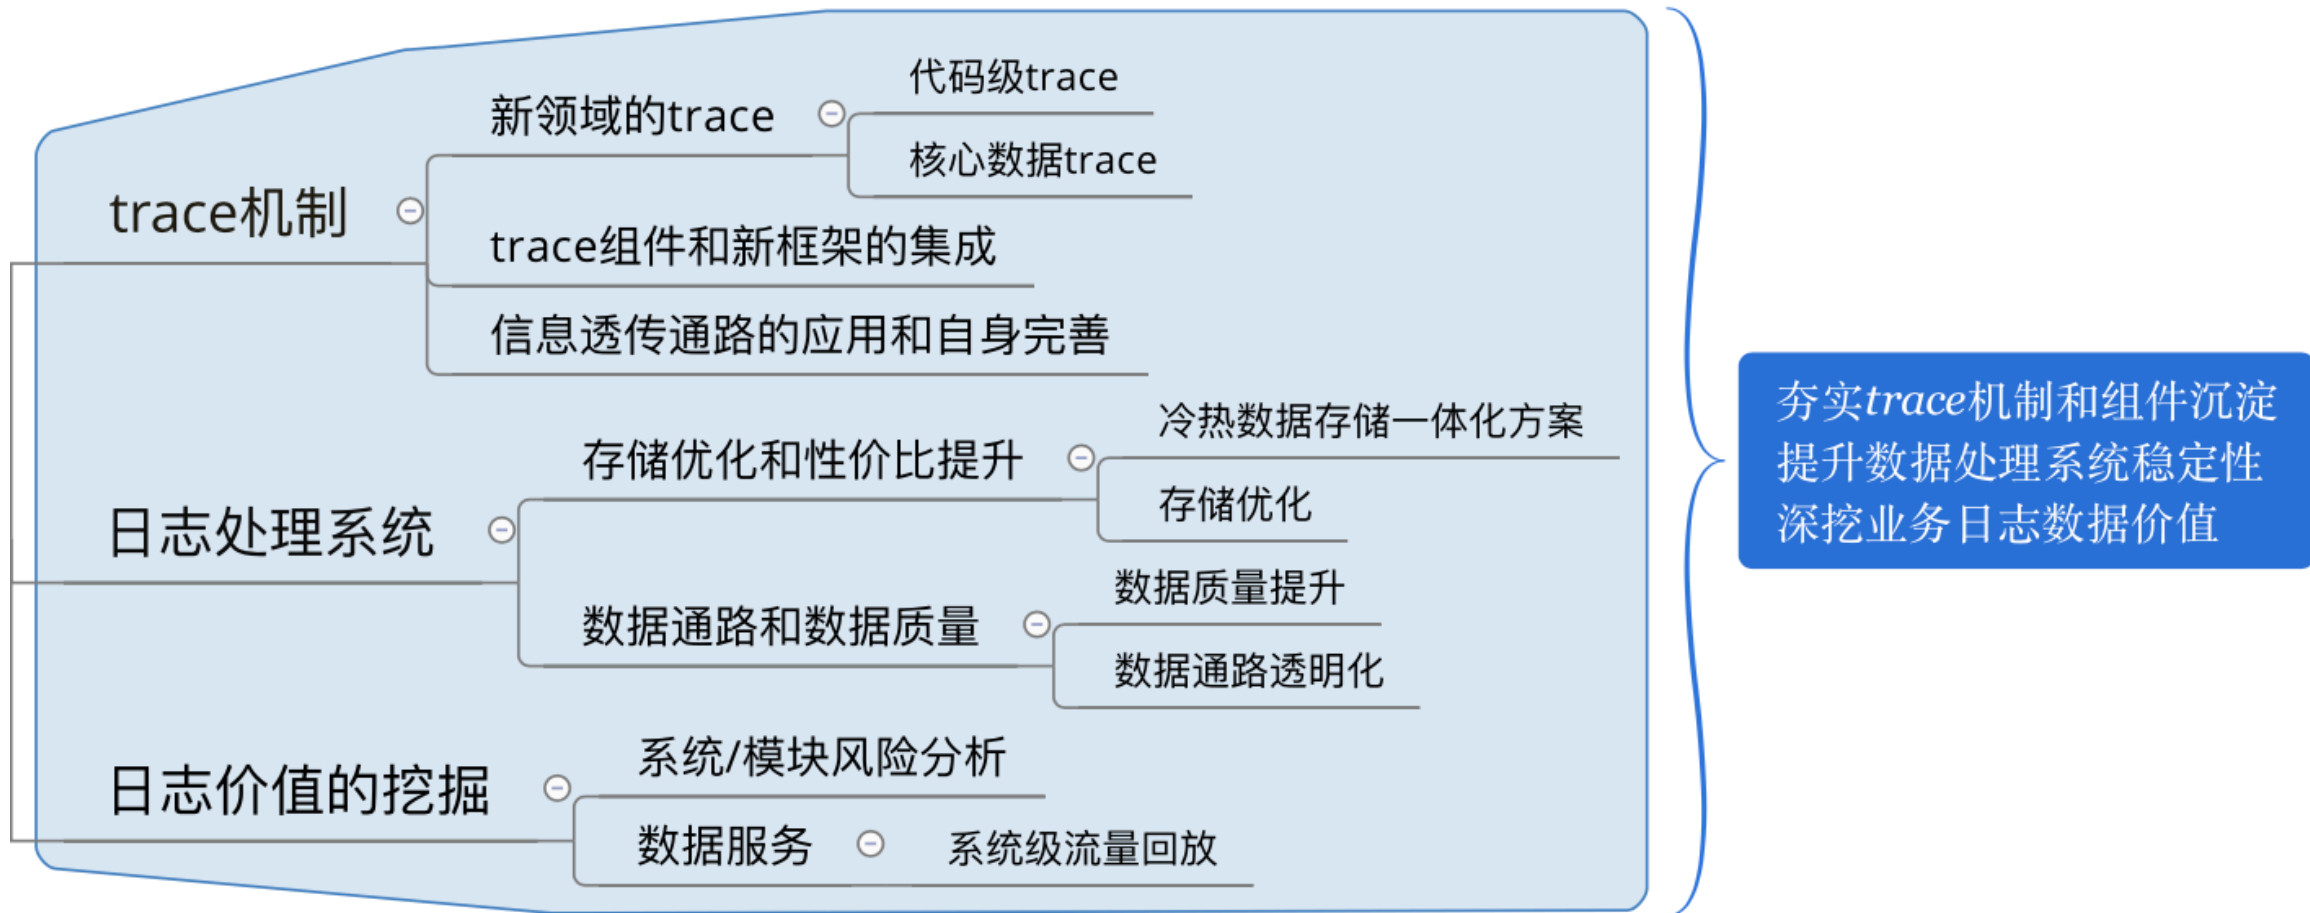 trace机制
新领域的trace
代码级trace
核心数据trace
trace组件和新框架的集成
信息透传通路的应用和自身完善
日志处理系统
存储优化和性价比提升
冷热数据存储一体化方案
存储优化
数据通路和数据质量
数据质量提升
数据通路透明化
日志价值的挖掘
系统/模块风险分析
数据服务
系统级流量回放
夯实trace机制和组件沉淀
提升数据处理系统稳定性
深挖业务日志数据价值